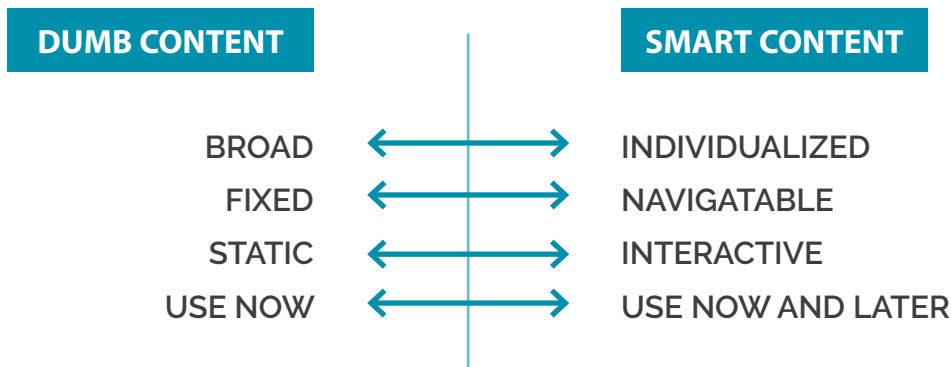 DUMB CONTENT SMART CONTENT
BROAD INDIVIDUALIZED
FIXED NAVIGATABLE
STATIC INTERACTIVE
USE NOW USE NOW AND LATER